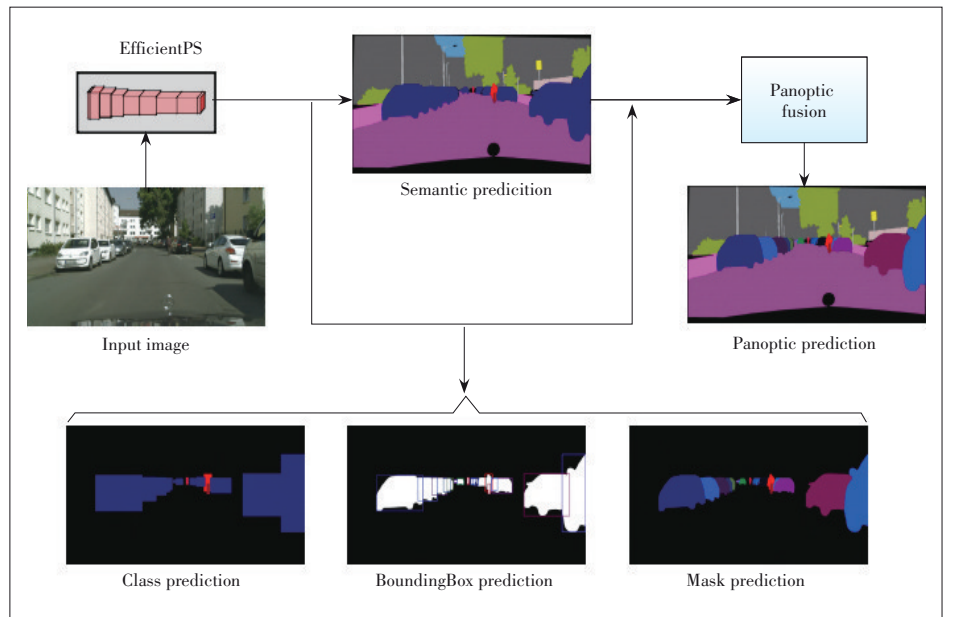 EfficientPS
Panoptic
fusion
Semantic predicition
Input image
Panoptic prediction
Class prediction
BoundingBox prediction
Mask prediction